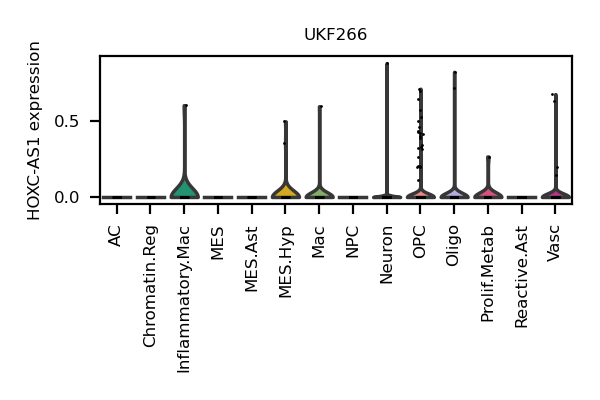 UKF266
HOXC-AS1 expression
0.5
0.0
AC
Chromatin.Reg
Inflammatory.Mac
MES
MES.Ast
MES.Hyp
Mac
NPC
Neuron
OPC
Oligo
Prolif.Metab
Reactive.Ast
Vasc